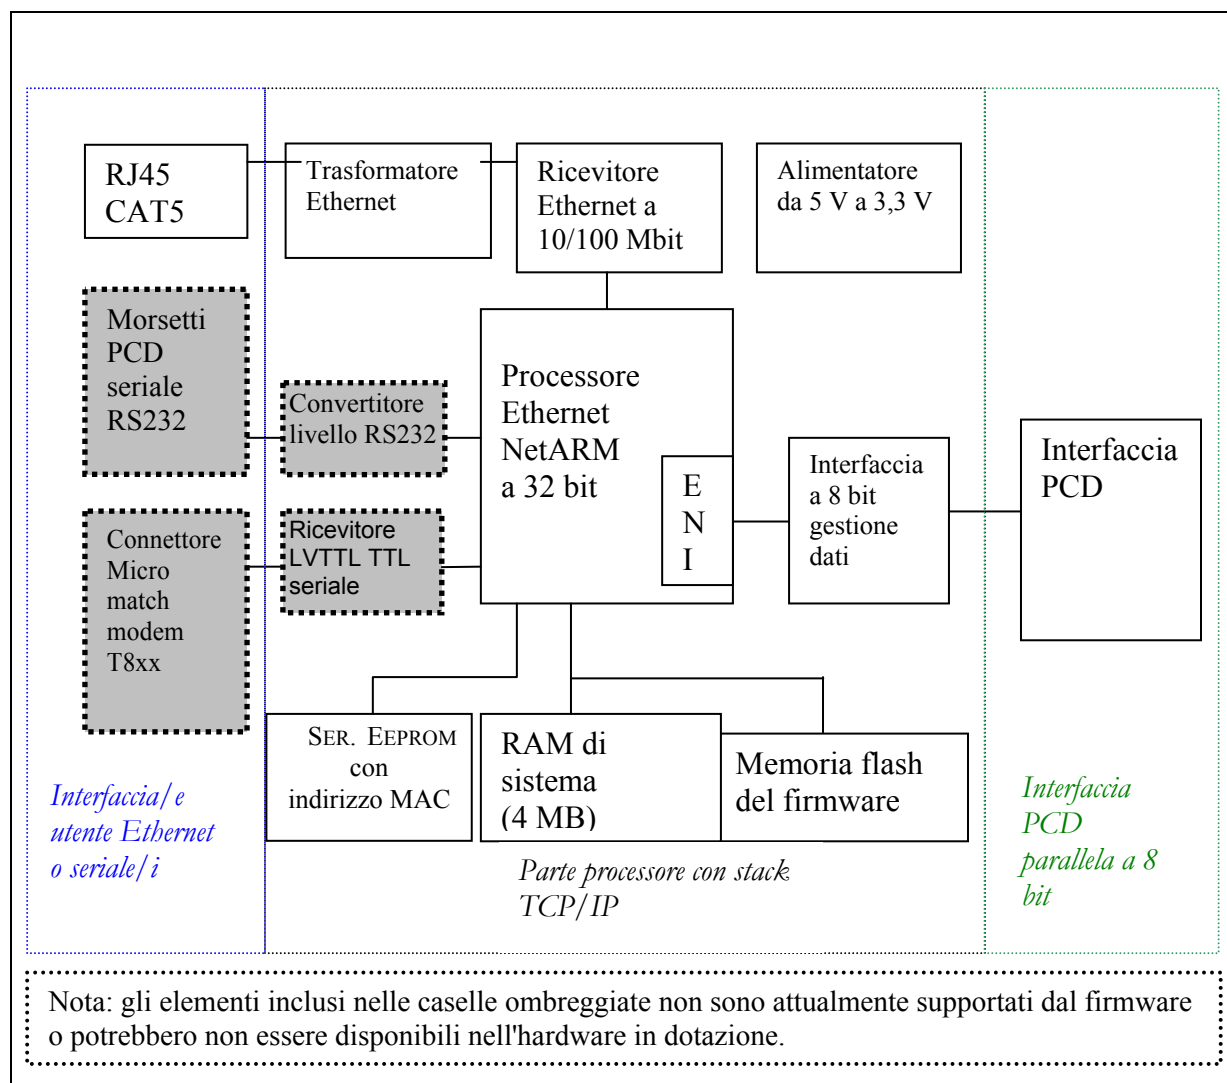 RJ45
CAT5
Trasformatore
Ethernet
Ricevitore
Ethernet a
10/100 Mbit
Alimentatore
da 5 V a 3,3 V
Morsetti
PCD
seriale
RS232
Convertitore
livello RS232
Processore
Ethernet
NetARM
a 32 bit
E
N
I
Interfaccia
a 8 bit
gestione
dati
Interfaccia
PCD
Connettore
Micro
match
modem
T8xx
Ricevitore
LVTTL TTL
seriale
SER. EEPROM
con
indirizzo MAC
RAM di
sistema
(4 MB)
Memoria flash
del firmware
Interfaccia/e
utente Ethernet
o seriale/i
Parte processore con stack
TCP/IP
Interfaccia
PCD
parallela a 8
bit
Nota: gli elementi inclusi nelle caselle ombreggiate non sono attualmente supportati dal firmware
o potrebbero non essere disponibili nell'hardware in dotazione.